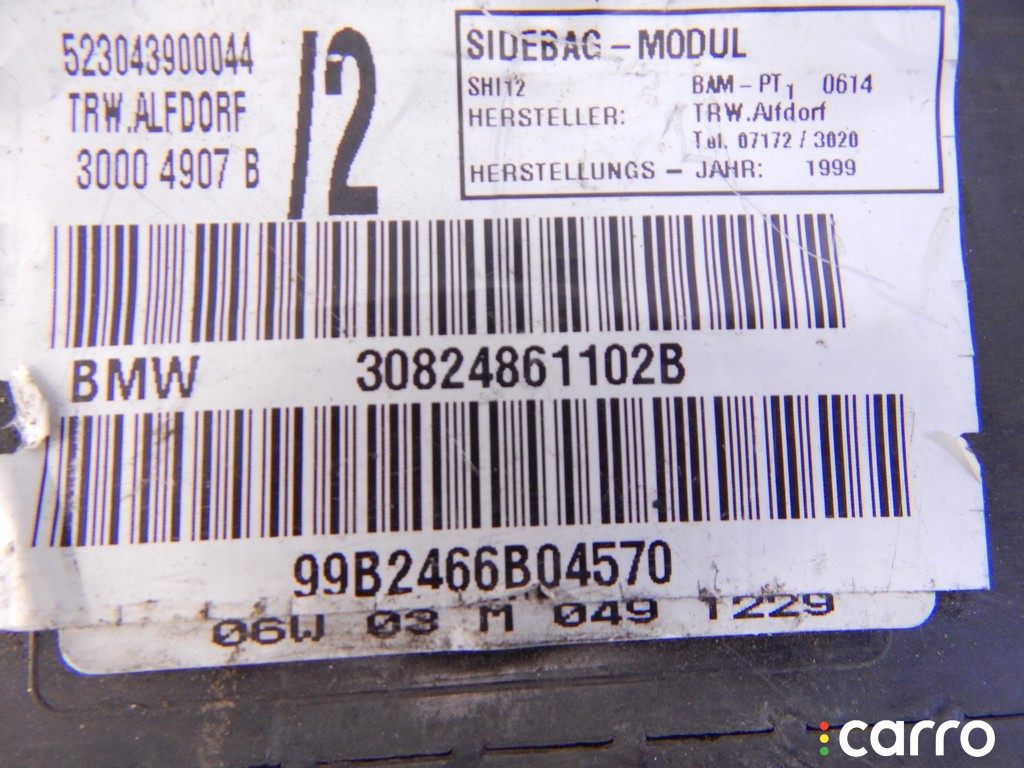 523043900044
TRW.ALFDORF
3000 4907 B
/2
SIDEBAG – MODUL
SHI12 BAM – PT1 0614
HERSTELLER: TRW.Alfdorf
Tel. 07172 / 3020
HERSTELLUNGS – JAHR: 1999
BMW 30824861102B
99B2466B04570
06W 03 M 049 1229
carro